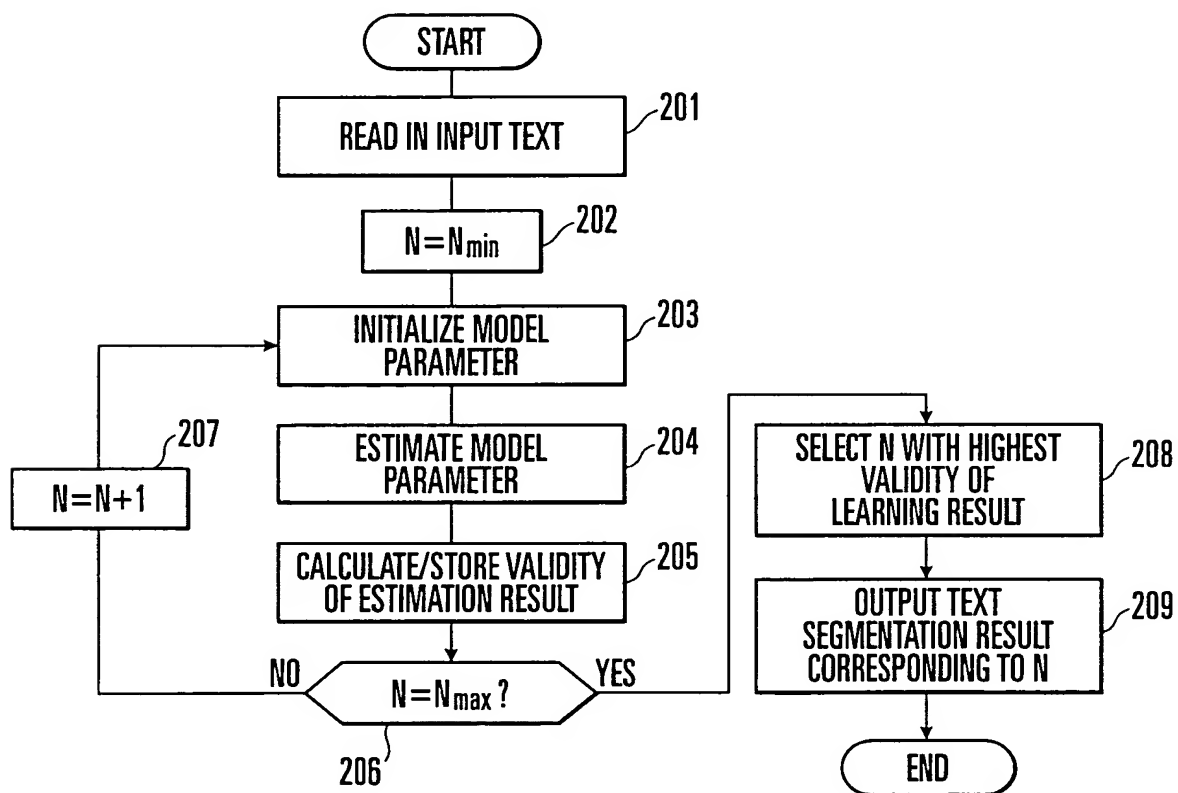 START
READ IN INPUT TEXT
201
N=Nmin
202
INITIALIZE MODEL
PARAMETER
203
ESTIMATE MODEL
PARAMETER
204
CALCULATE/STORE VALIDITY
OF ESTIMATION RESULT
205
N=Nmax?
206
NO
YES
N=N+1
207
SELECT N WITH HIGHEST
VALIDITY OF
LEARNING RESULT
208
OUTPUT TEXT
SEGMENTATION RESULT
CORRESPONDING TO N
209
END